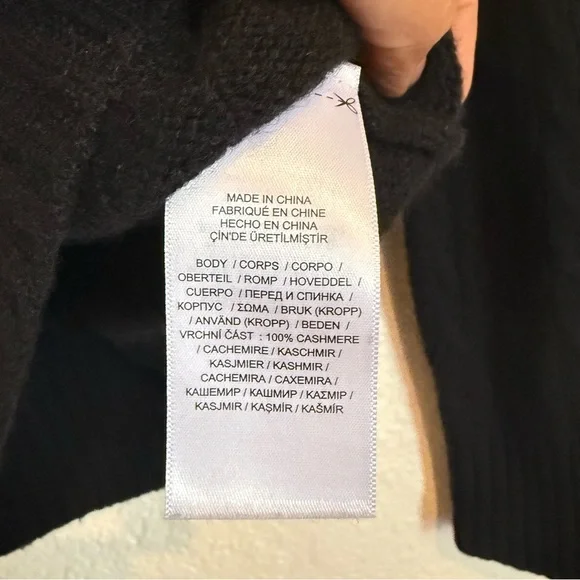 MADE IN CHINA
FABRIQUÉ EN CHINE
HECHO EN CHINA
ÇİN'DE ÜRETİLMİŞTİR
BODY / CORPS / CORPO /
OBERTEIL / ROMP / HOVEDDEL /
CUERPO / ПЕРЕД И СПИНКА /
КОРПУС / ΣΩΜΑ / BRUK (KROPP)
/ ANVÄND (KROPP) / BEDEN /
VRCHNÍ ČÁST : 100% CASHMERE
/ CACHEMIRE / KASCHMIR /
KASJMIER / KASHMIR /
CACHEMIRA / CAXEMIRA /
КАШЕМИР / КАШМИР / ΚΑΣΜΙΡ /
KASJMIR / KAŞMİR / KAŠMÍR